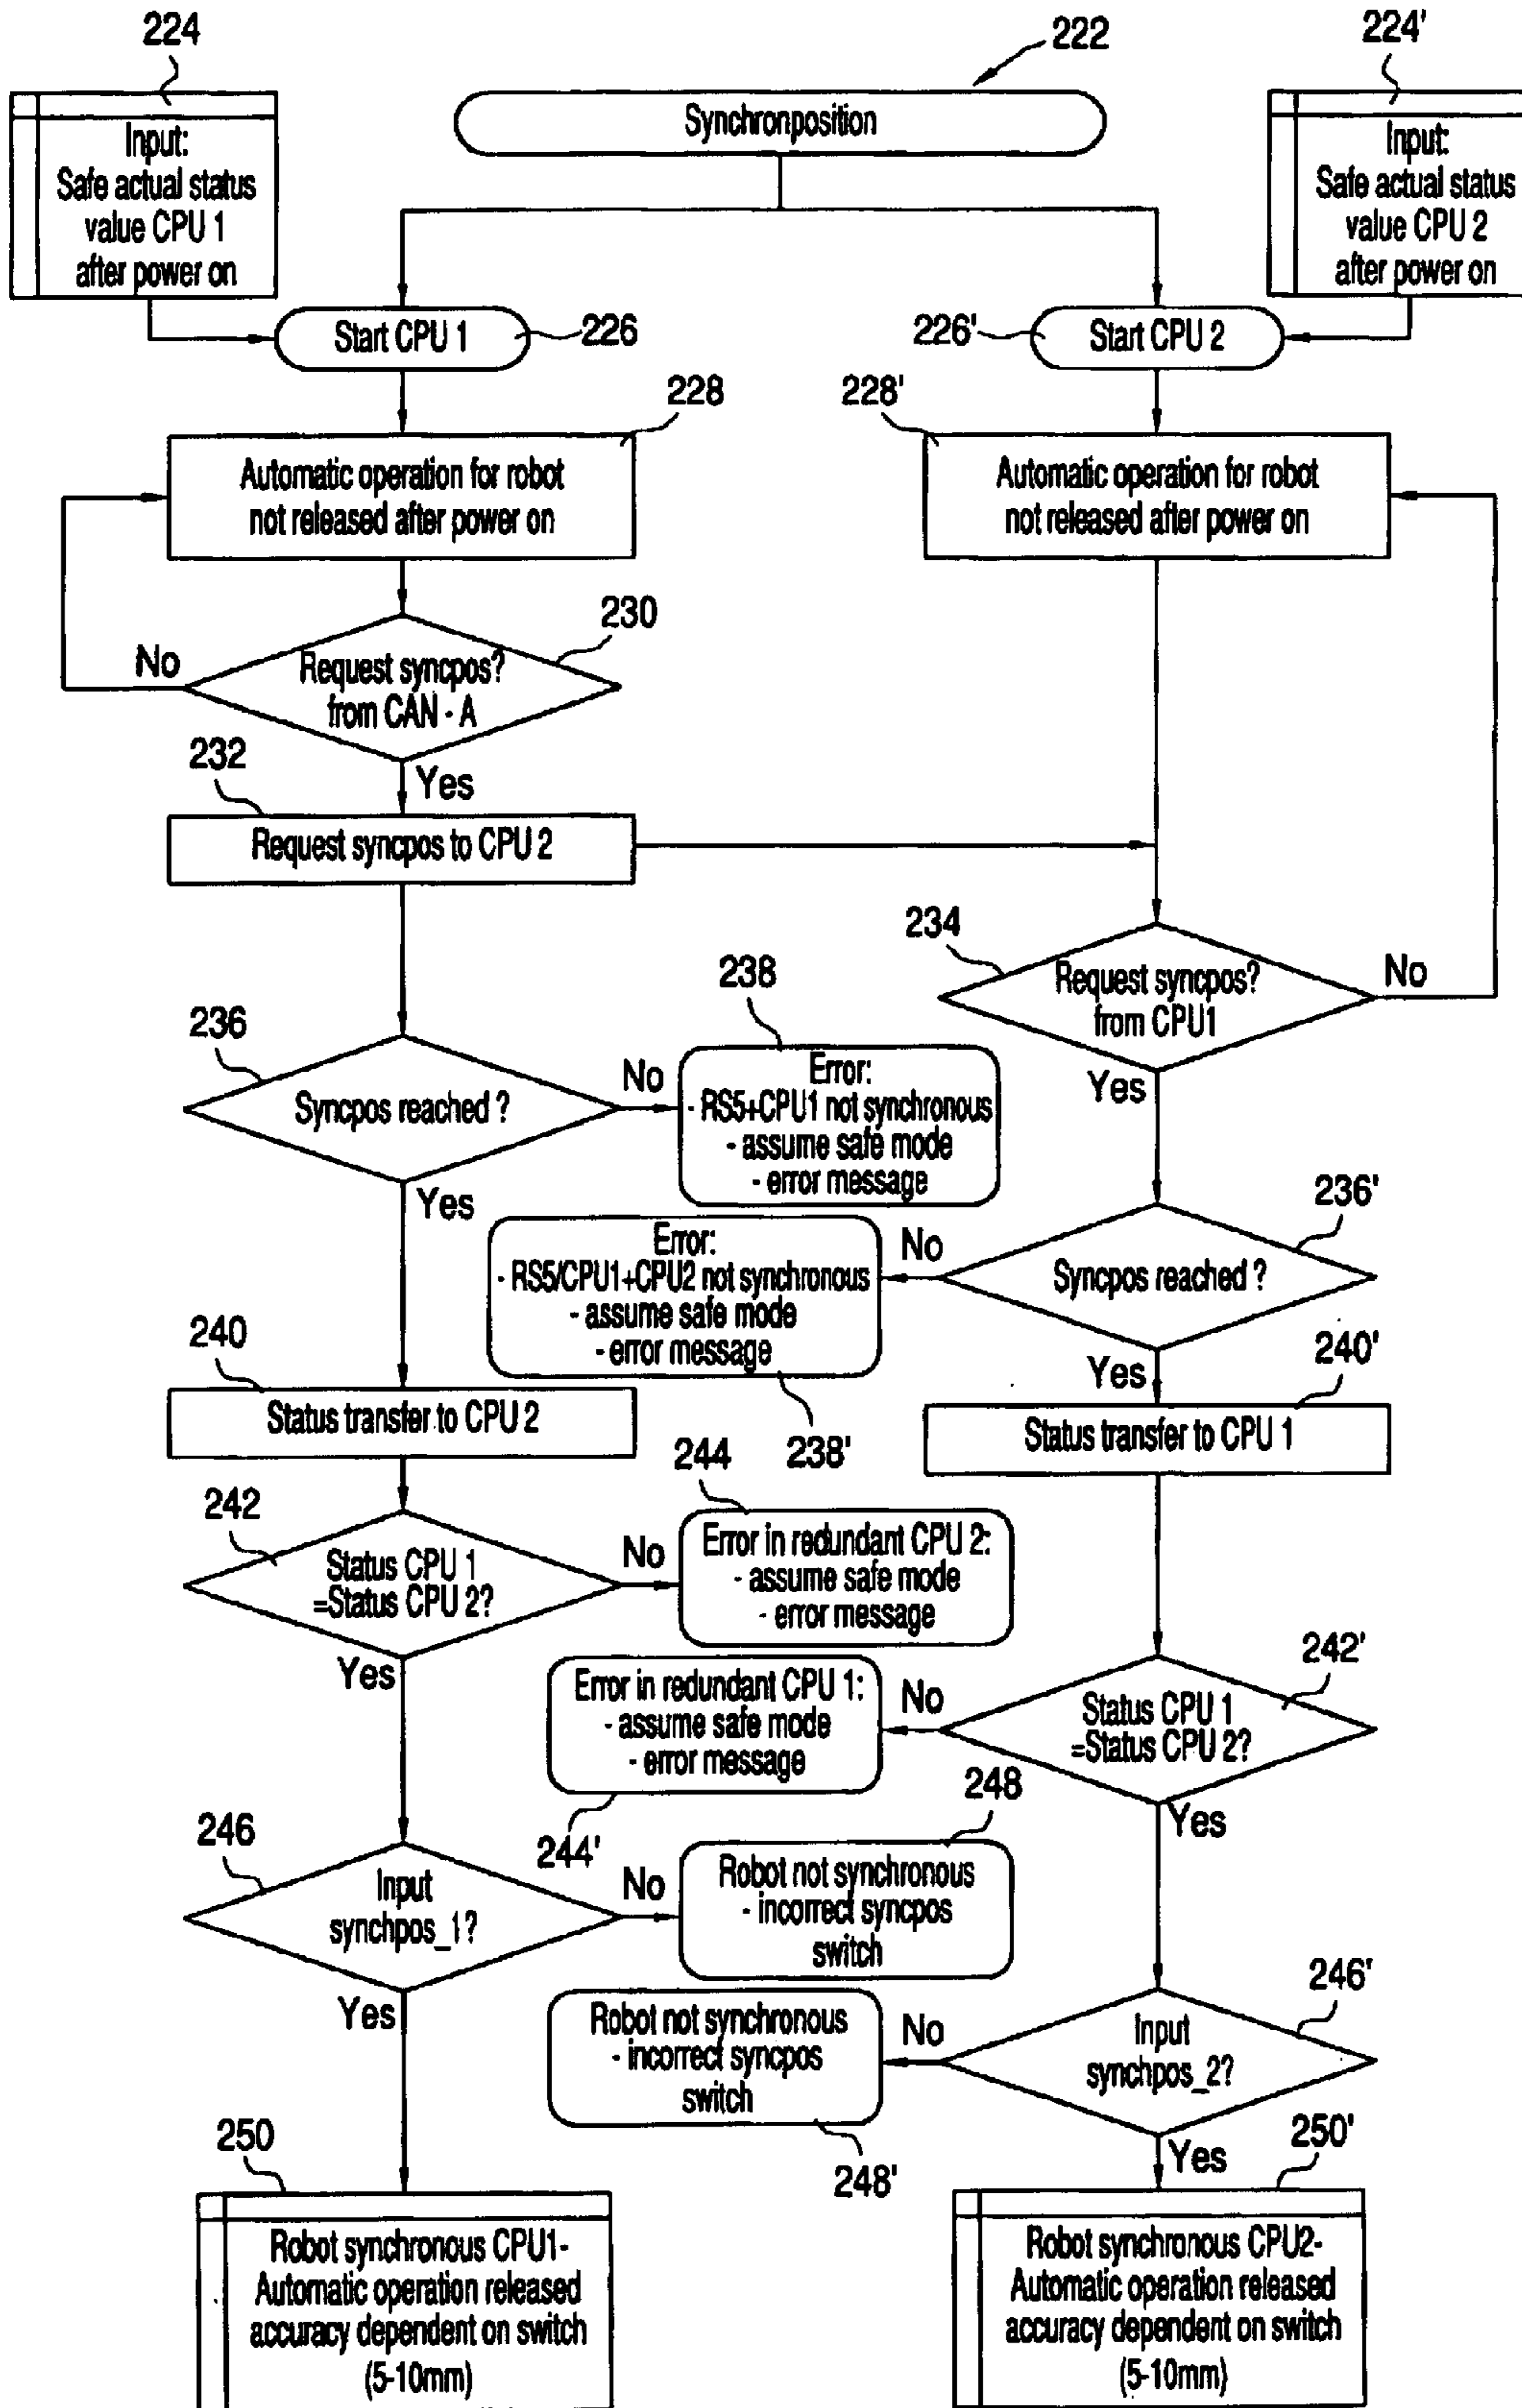 224
222
224'
Input:
Safe actual status
value CPU 1
after power on
Synchronposition
Input:
Safe actual status
value CPU 2
after power on
Start CPU 1
226
226'
Start CPU 2
228
228'
Automatic operation for robot
not released after power on
Automatic operation for robot
not released after power on
230
No
Request syncpos?
from CAN - A
232
Yes
Request syncpos to CPU 2
234
Request syncpos?
from CPU1
No
Yes
236
Syncpos reached ?
No
Yes
238
Error:
- RS5+CPU1 not synchronous
- assume safe mode
- error message
236'
Syncpos reached ?
No
Yes
Error:
- RS5/CPU1+CPU2 not synchronous
- assume safe mode
- error message
238'
240
Status transfer to CPU 2
240'
Status transfer to CPU 1
242
Status CPU 1
=Status CPU 2?
No
Yes
244
Error in redundant CPU 2:
- assume safe mode
- error message
242'
Status CPU 1
=Status CPU 2?
No
Yes
Error in redundant CPU 1:
- assume safe mode
- error message
244'
246
Input
synchpos_1?
No
Yes
248
Robot not synchronous
- incorrect syncpos
switch
246'
Input
synchpos_2?
No
Yes
Robot not synchronous
- incorrect syncpos
switch
248'
250
Robot synchronous CPU1-
Automatic operation released
accuracy dependent on switch
(5-10mm)
250'
Robot synchronous CPU2-
Automatic operation released
accuracy dependent on switch
(5-10mm)